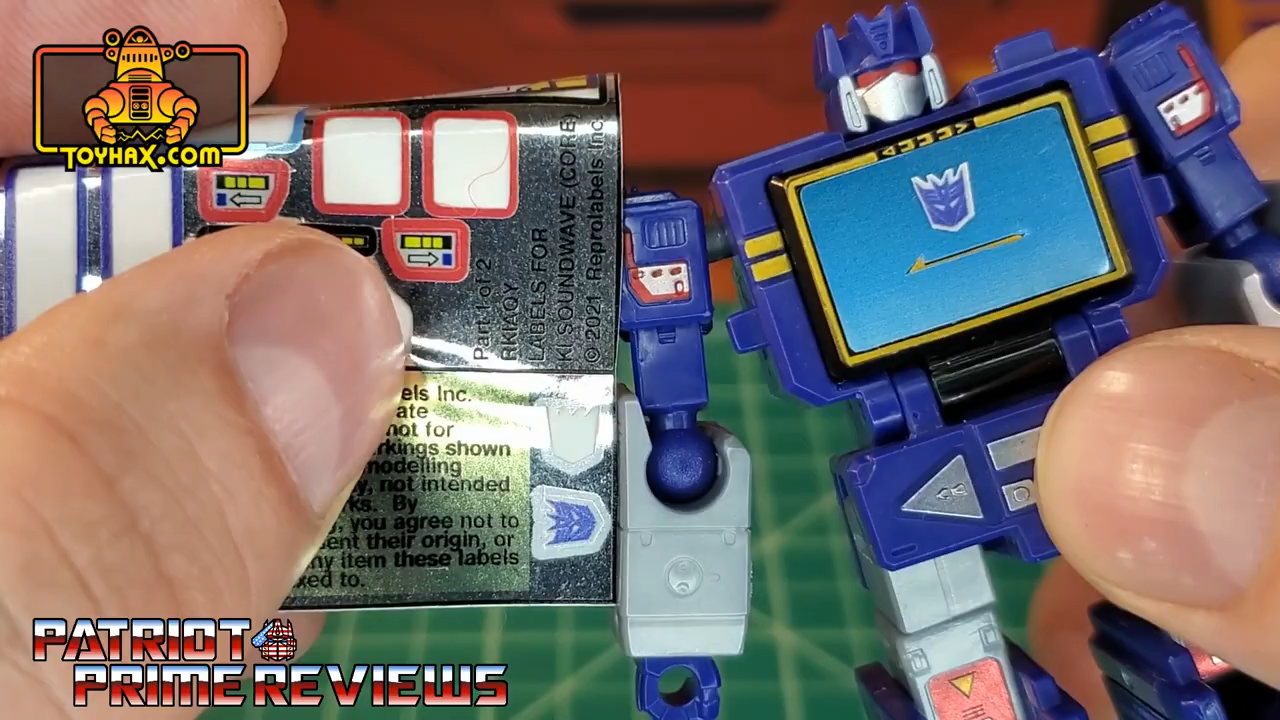 TOYHAX.COM
Part 1 of 2
RKIAQY
LABELS FOR
KI SOUNDWAVE (CORE)
© 2021 Reprolabels Inc.
els Inc.
ate
not for
rkings shown
modelling
y, not intended
ks. By
, you agree not to
ent their origin, or
ny item these labels
xed to.
PATRIOT
PRIME REVIEWS